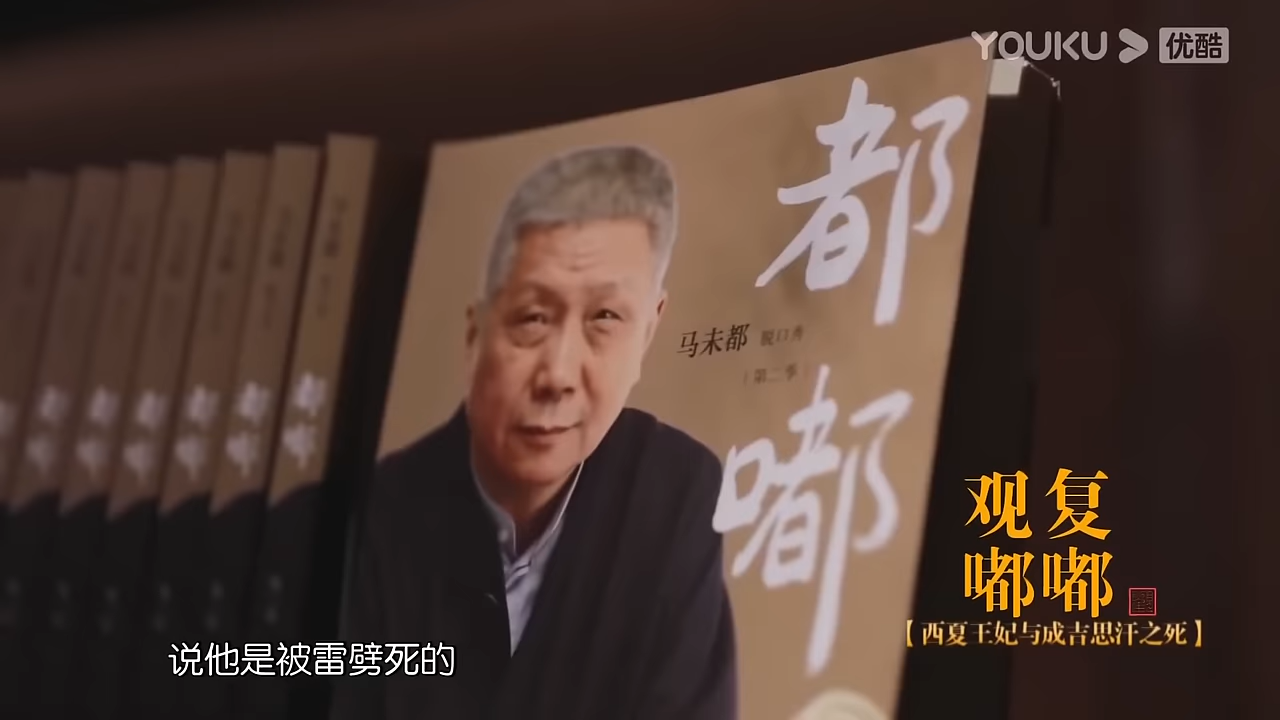 YOUKU 优酷
都
嘟
马未都 脱口秀
第二季
观复
嘟嘟
【西夏王妃与成吉思汗之死】
说他是被雷劈死的